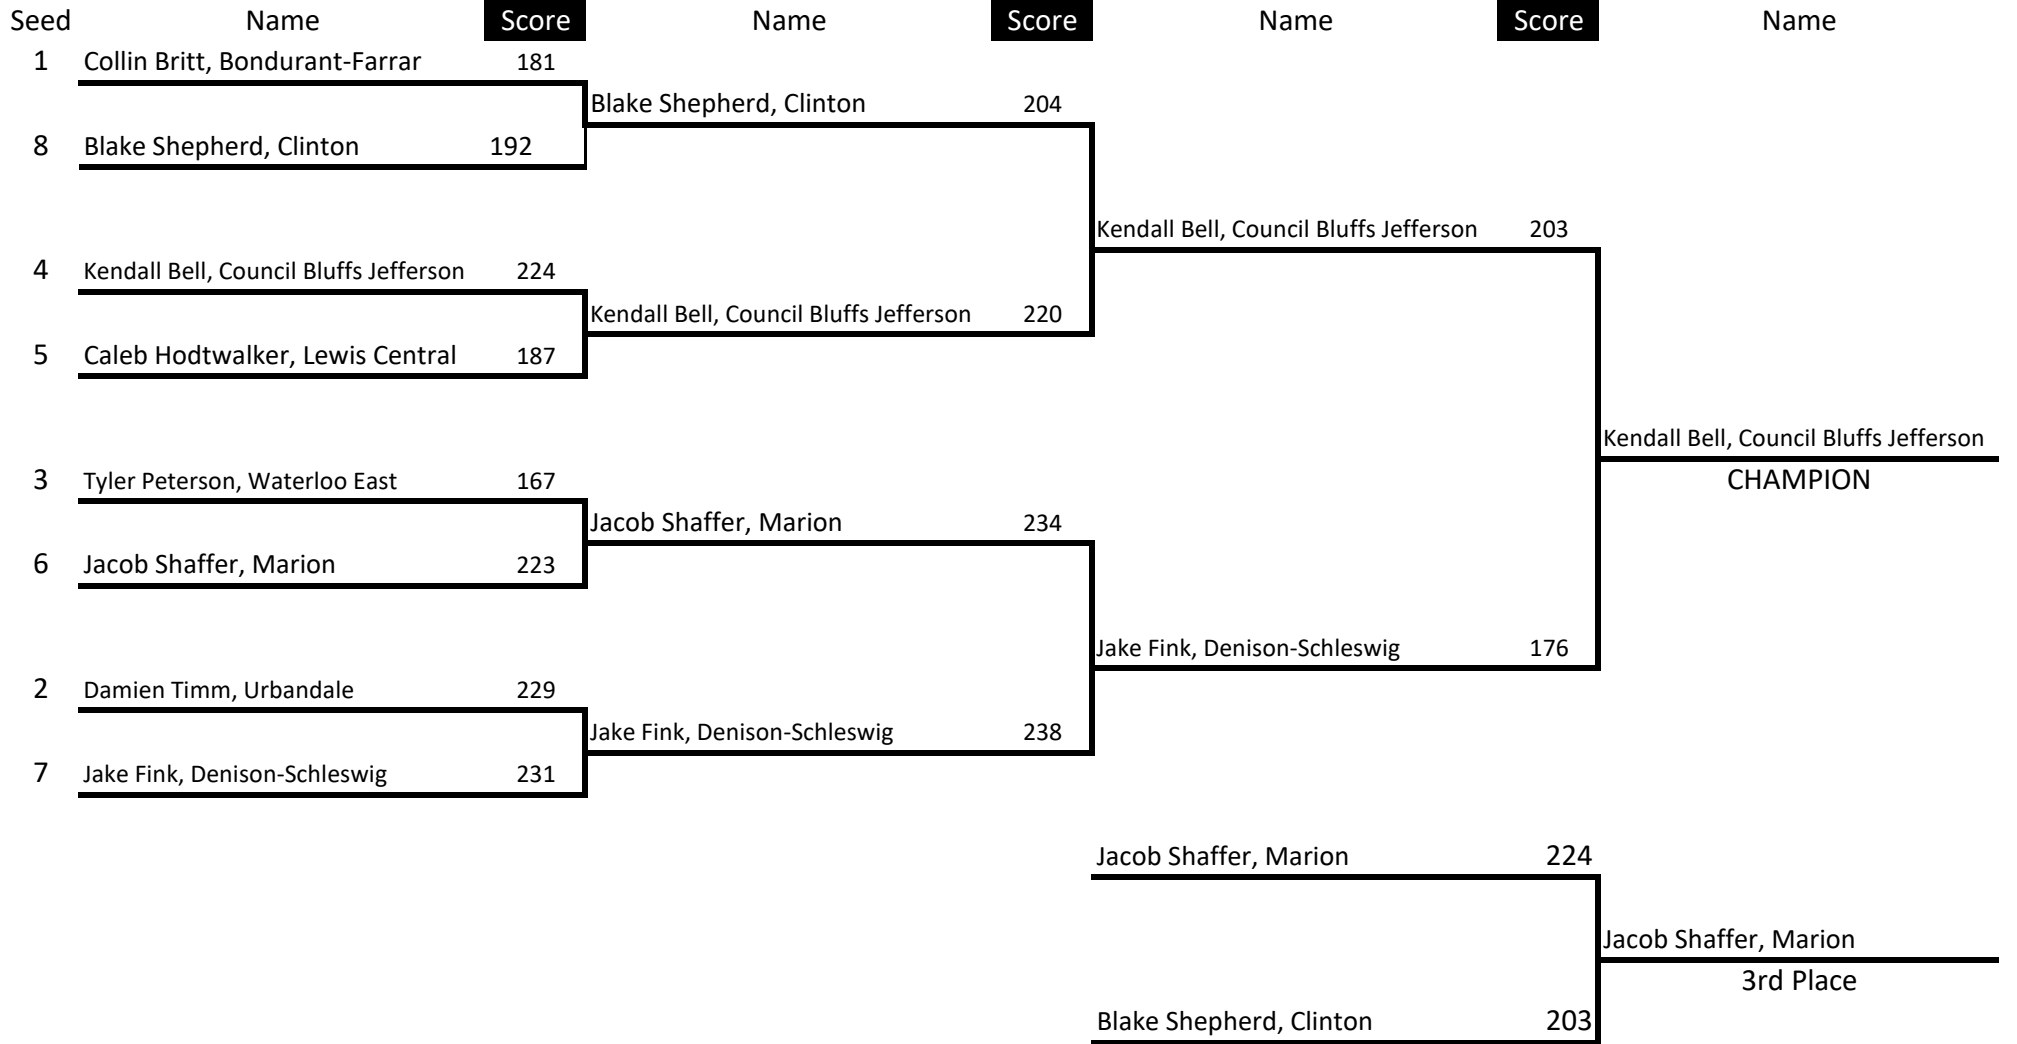 Seed Name Score Name Score Name Score Name
1 Collin Britt, Bondurant-Farrar 181
Blake Shepherd, Clinton 204
8 Blake Shepherd, Clinton 192
Kendall Bell, Council Bluffs Jefferson 203
4 Kendall Bell, Council Bluffs Jefferson 224
Kendall Bell, Council Bluffs Jefferson 220
5 Caleb Hodtwalker, Lewis Central 187
Kendall Bell, Council Bluffs Jefferson
3 Tyler Peterson, Waterloo East 167 CHAMPION
Jacob Shaffer, Marion 234
6 Jacob Shaffer, Marion 223
Jake Fink, Denison-Schleswig 176
2 Damien Timm, Urbandale 229
Jake Fink, Denison-Schleswig 238
7 Jake Fink, Denison-Schleswig 231
Jacob Shaffer, Marion 224
Jacob Shaffer, Marion
3rd Place
Blake Shepherd, Clinton 203